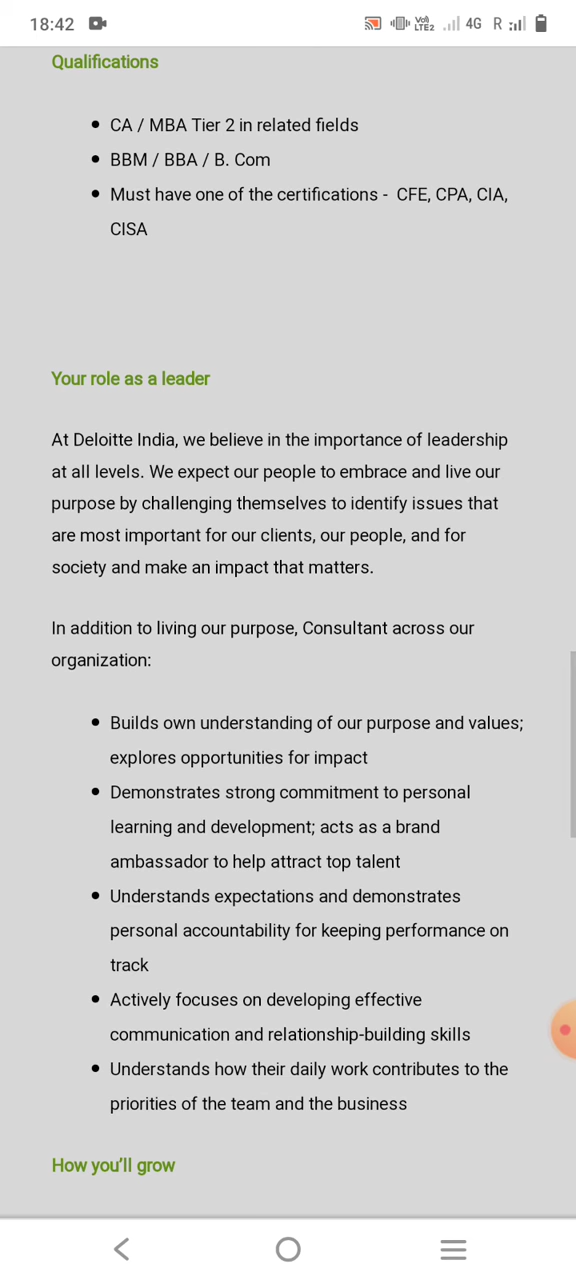 18:42 Vo) LTE2 4G R
Qualifications
• CA / MBA Tier 2 in related fields
• BBM / BBA / B. Com
• Must have one of the certifications - CFE, CPA, CIA,
CISA
Your role as a leader
At Deloitte India, we believe in the importance of leadership
at all levels. We expect our people to embrace and live our
purpose by challenging themselves to identify issues that
are most important for our clients, our people, and for
society and make an impact that matters.
In addition to living our purpose, Consultant across our
organization:
• Builds own understanding of our purpose and values;
explores opportunities for impact
• Demonstrates strong commitment to personal
learning and development; acts as a brand
ambassador to help attract top talent
• Understands expectations and demonstrates
personal accountability for keeping performance on
track
• Actively focuses on developing effective
communication and relationship-building skills
• Understands how their daily work contributes to the
priorities of the team and the business
How you’ll grow